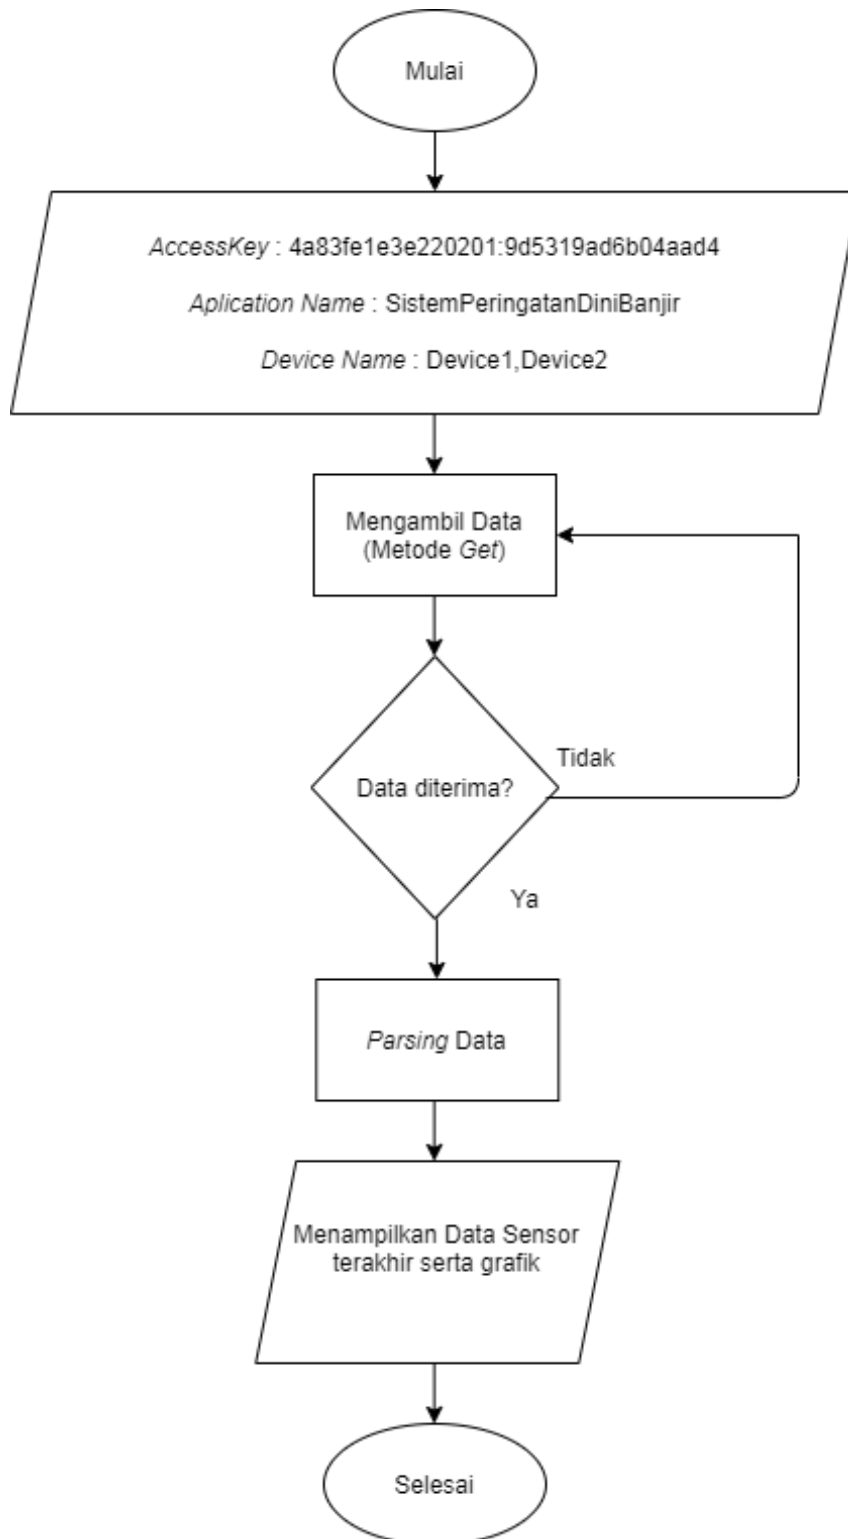 Mulai
AccessKey : 4a83fe1e3e220201:9d5319ad6b04aad4
Aplication Name : SistemPeringatanDiniBanjir
Device Name : Device1,Device2
Mengambil Data
(Metode Get)
Data diterima?
Tidak
Ya
Parsing Data
Menampilkan Data Sensor
terakhir serta grafik
Selesai